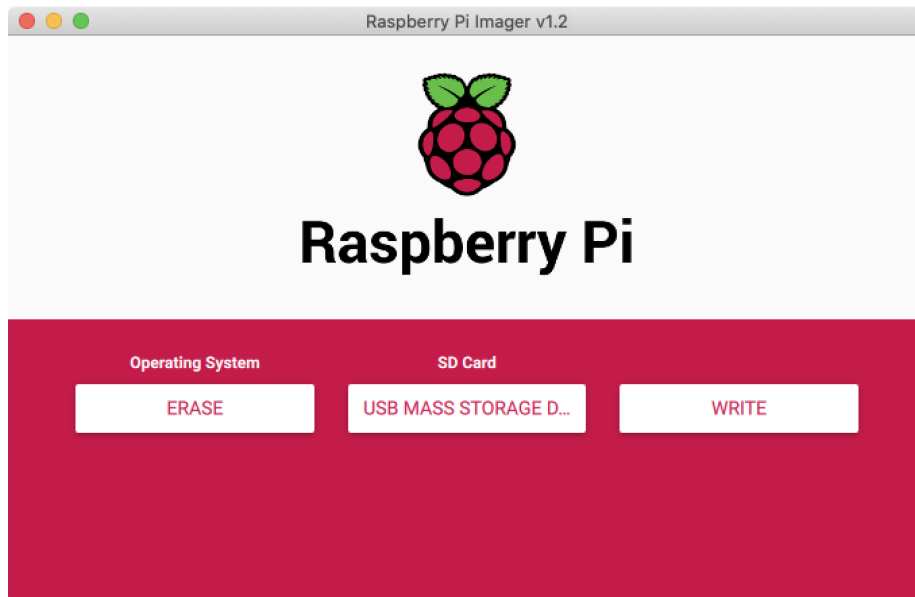 Raspberry Pi Imager v1.2
Raspberry Pi
Operating System
SD Card
ERASE
USB MASS STORAGE D...
WRITE